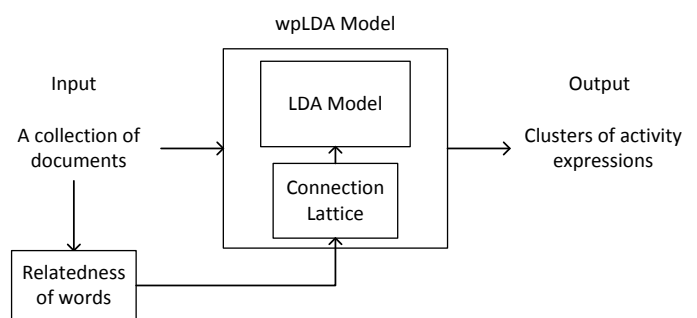 wpLDA Model
Input
A collection of
documents
Relatedness
of words
LDA Model
Connection
Lattice
Output
Clusters of activity
expressions